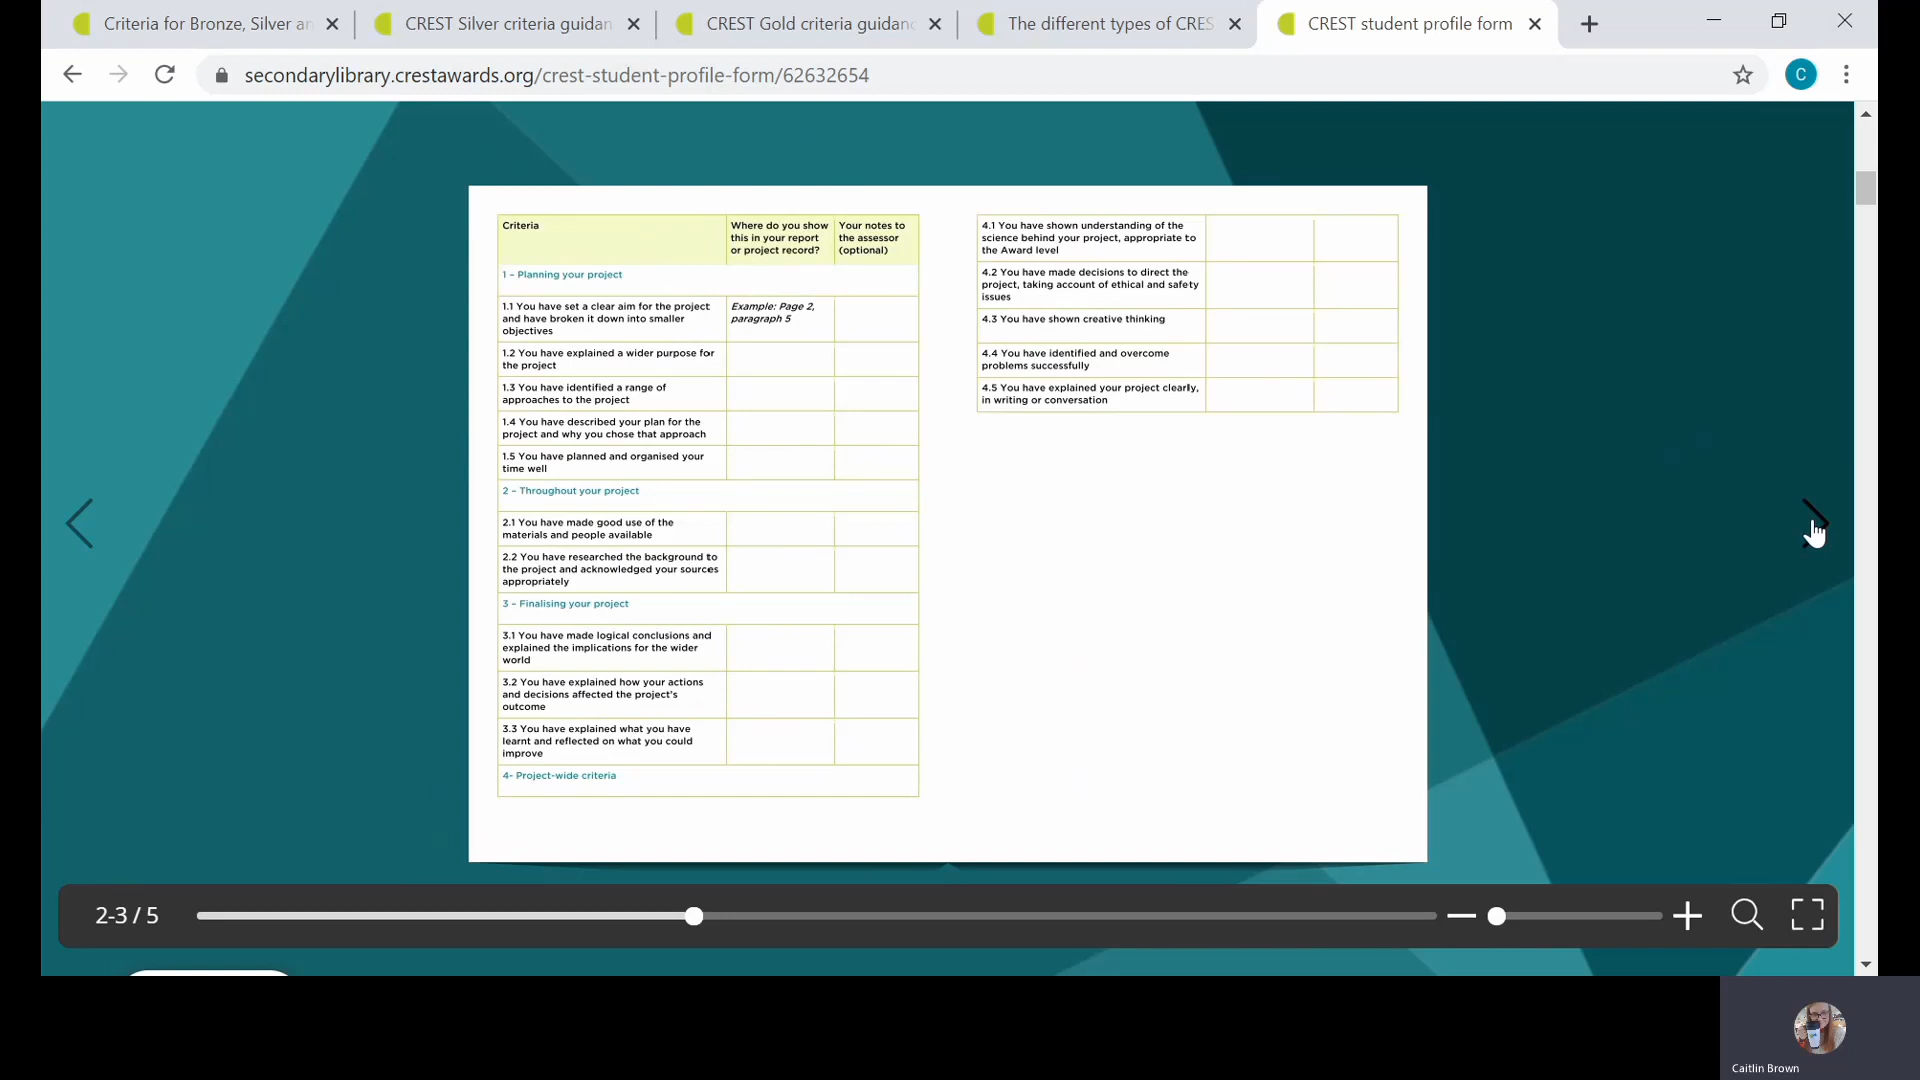 Criteria for Bronze, Silver an
CREST Silver criteria guidan
CREST Gold criteria guidanc
The different types of CRES
CREST student profile form
secondarylibrary.crestawards.org/crest-student-profile-form/62632654
C
Criteria
Where do you show
this in your report
or project record?
Your notes to
the assessor
(optional)
1 – Planning your project
1.1 You have set a clear aim for the project
and have broken it down into smaller
objectives
Example: Page 2,
paragraph 5
1.2 You have explained a wider purpose for
the project
1.3 You have identified a range of
approaches to the project
1.4 You have described your plan for the
project and why you chose that approach
1.5 You have planned and organised your
time well
2 – Throughout your project
2.1 You have made good use of the
materials and people available
2.2 You have researched the background to
the project and acknowledged your sources
appropriately
3 – Finalising your project
3.1 You have made logical conclusions and
explained the implications for the wider
world
3.2 You have explained how your actions
and decisions affected the project's
outcome
3.3 You have explained what you have
learnt and reflected on what you could
improve
4- Project-wide criteria
4.1 You have shown understanding of the
science behind your project, appropriate to
the Award level
4.2 You have made decisions to direct the
project, taking account of ethical and safety
issues
4.3 You have shown creative thinking
4.4 You have identified and overcome
problems successfully
4.5 You have explained your project clearly,
in writing or conversation
2-3 / 5
Caitlin Brown